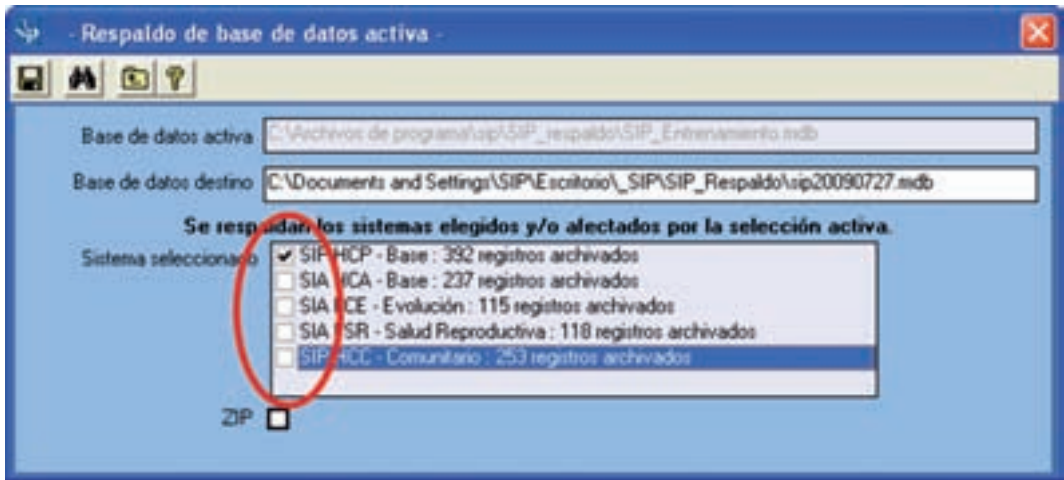 - Respaldo de base de datos activa -
Base de datos activa C:\Archivos de programa\sip\SIP_respaldo\SIP_Entrenamiento.mdb
Base de datos destino C:\Documents and Settings\SIP\Escritorio\_SIP\SIP_Respaldo\sip20090727.mdb
Se respaldan los sistemas elegidos y/o afectados por la selección activa.
Sistema seleccionado SIP HCP - Base : 392 registros archivados
SIA HCA - Base : 237 registros archivados
SIA - Evolución : 115 registros archivados
SIA - Salud Reproductiva : 118 registros archivados
SIP HCC - Comunitario : 253 registros archivados
ZIP